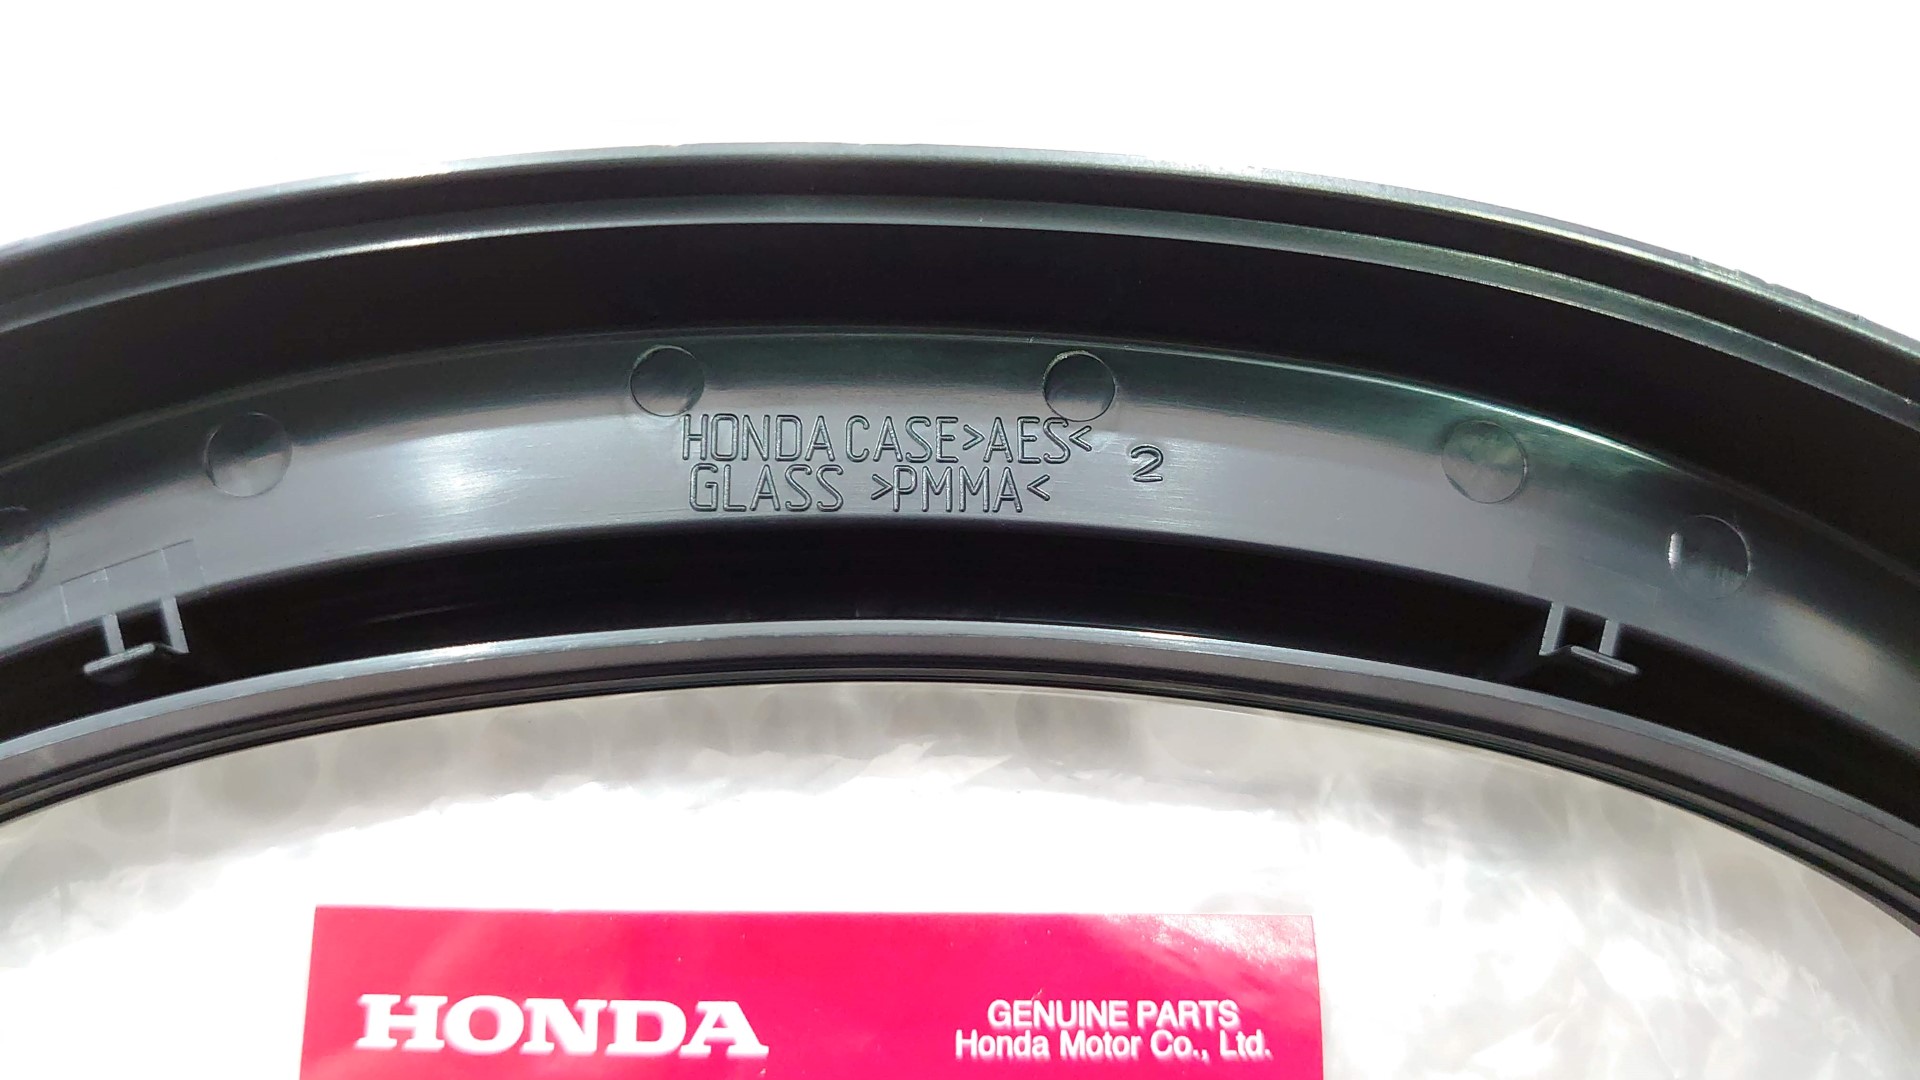 HONDA CASE>AES<
GLASS >PMMA<
2
HONDA
GENUINE PARTS
Honda Motor Co., Ltd.